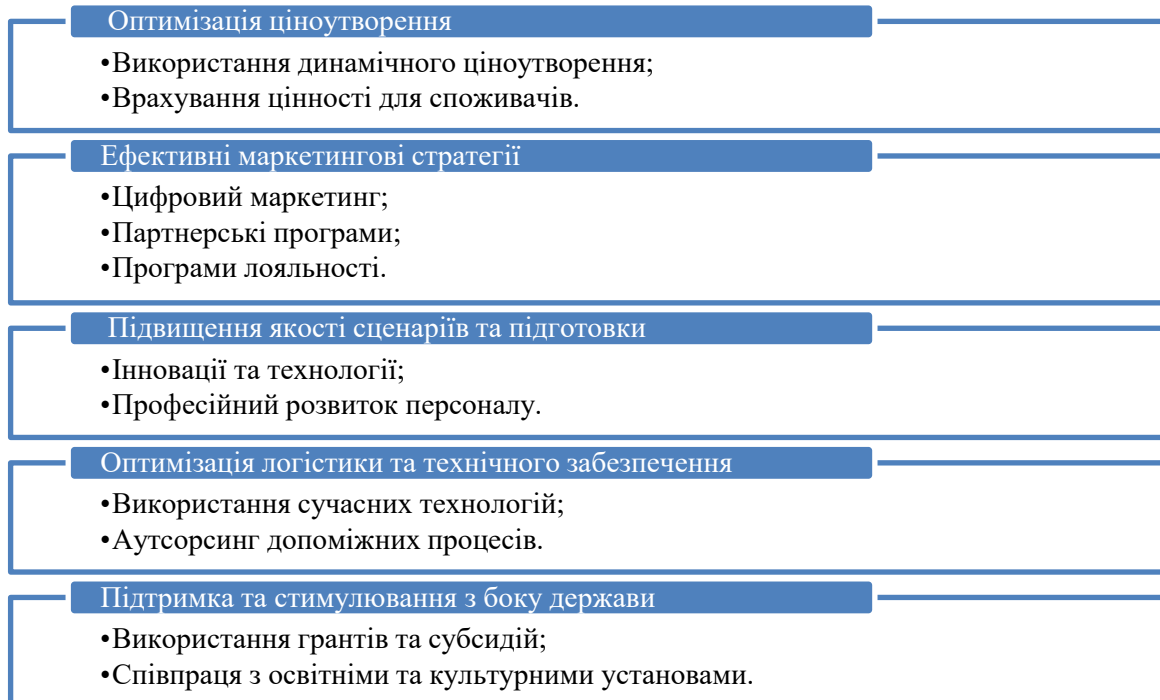 Оптимізація ціноутворення
•Використання динамічного ціноутворення;
•Врахування цінності для споживачів.
Ефективні маркетингові стратегії
•Цифровий маркетинг;
•Партнерські програми;
•Програми лояльності.
Підвищення якості сценаріїв та підготовки
•Інновації та технології;
•Професійний розвиток персоналу.
Оптимізація логістики та технічного забезпечення
•Використання сучасних технологій;
•Аутсорсинг допоміжних процесів.
Підтримка та стимулювання з боку держави
•Використання грантів та субсидій;
•Співпраця з освітніми та культурними установами.